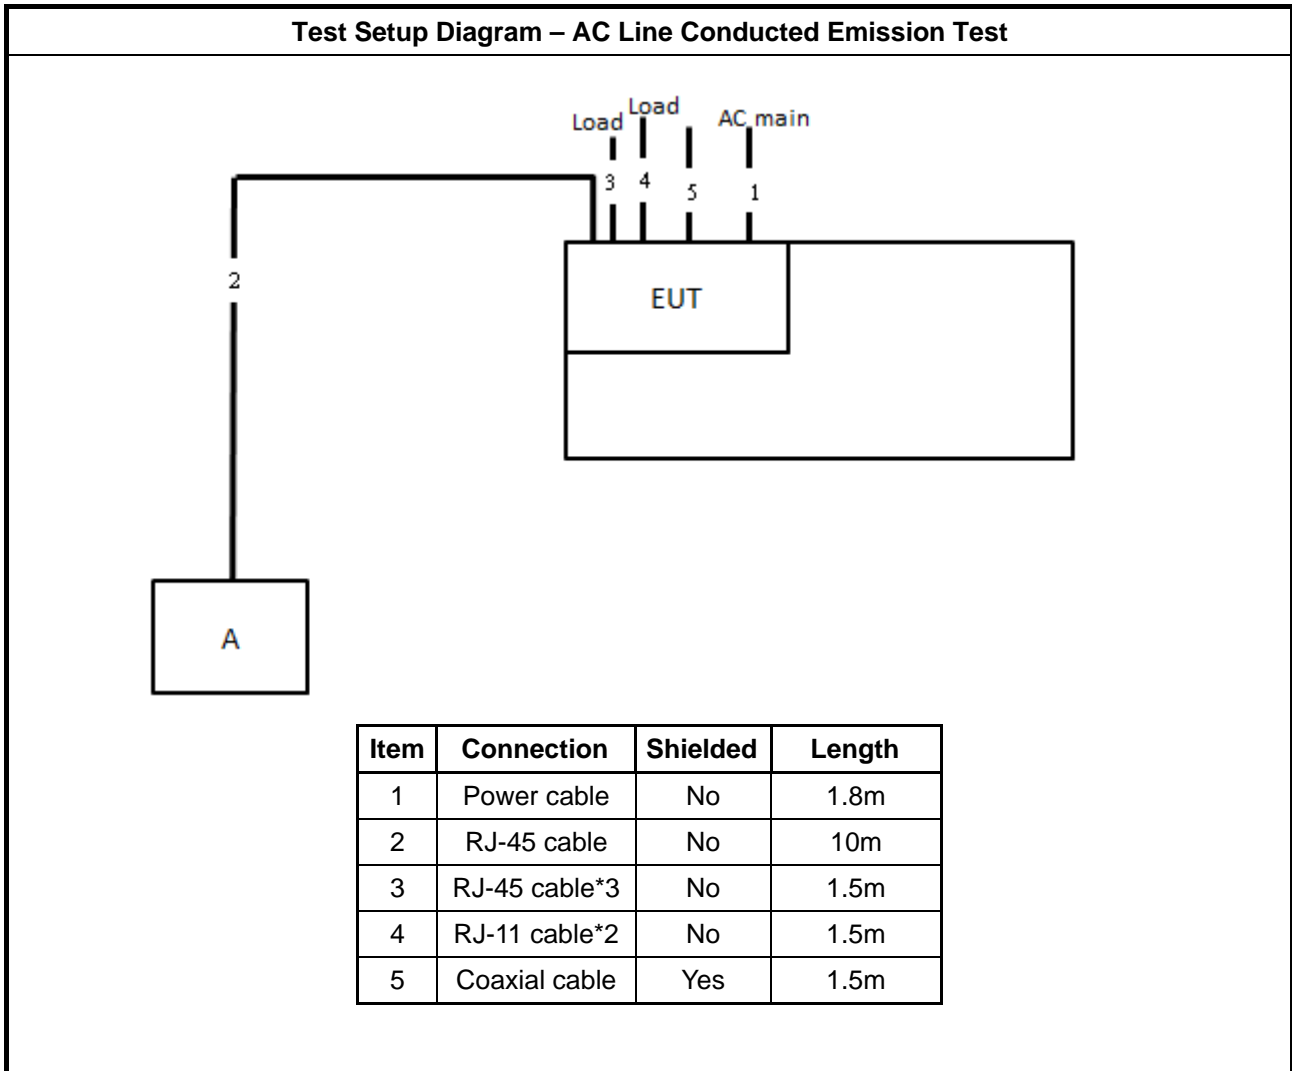 Test Setup Diagram – AC Line Conducted Emission Test
Load Load AC main
3 4 5 1
2
EUT
A
Item Connection Shielded Length
1 Power cable No 1.8m
2 RJ-45 cable No 10m
3 RJ-45 cable*3 No 1.5m
4 RJ-11 cable*2 No 1.5m
5 Coaxial cable Yes 1.5m